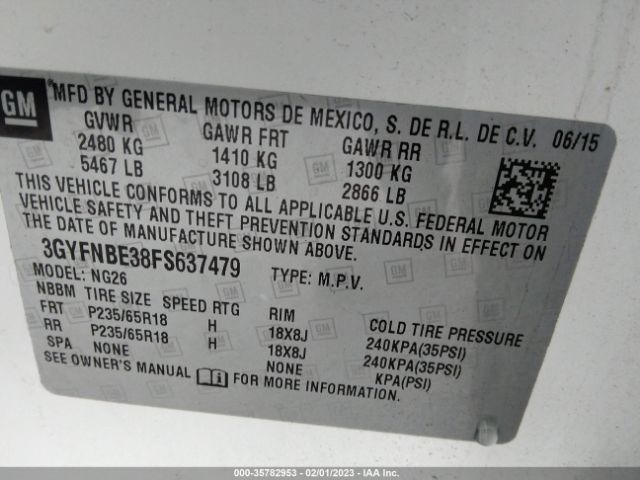 GM
*MFD BY GENERAL MOTORS DE MEXICO, S. DE R.L. DE C.V. 06/15
GVWR GAWR FRT GAWR RR
2480 KG 1410 KG 1300 KG
5467 LB 3108 LB 2866 LB
THIS VEHICLE CONFORMS TO ALL APPLICABLE U.S. FEDERAL MOTOR
VEHICLE SAFETY AND THEFT PREVENTION STANDARDS IN EFFECT ON
THE DATE OF MANUFACTURE SHOWN ABOVE.
3GYFNBE38FS637479 TYPE: M.P.V.
MODEL: NG26
NBBM TIRE SIZE SPEED RTG RIM COLD TIRE PRESSURE
FRT P235/65R18 H 18X8J 240KPA(35PSI)
RR P235/65R18 H 18X8J 240KPA(35PSI)
SPA NONE NONE KPA(PSI)
SEE OWNER'S MANUAL FOR MORE INFORMATION.
000-35782953 - 02/01/2023 - IAA, Inc.